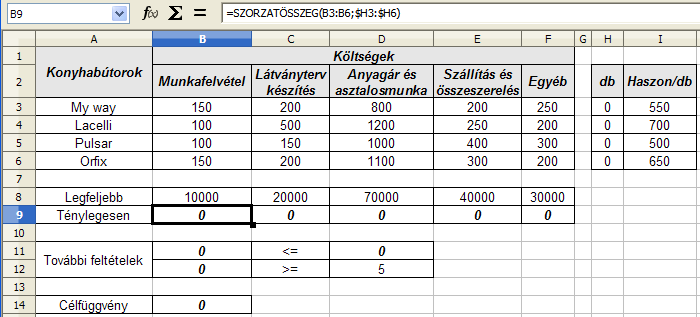 B9 f(x) Σ = =SZORZATÖSSZEG(B3:B6;$H3:$H6)
A B C D E F G H I
1 Konyhabútorok Költségek
2 Munkafelvétel Látványterv készítés Anyagár és asztalosmunka Szállítás és összeszerelés Egyéb db Haszon/db
3 My way 150 200 800 200 250 0 550
4 Lacelli 100 500 1200 250 200 0 700
5 Pulsar 100 150 1000 400 300 0 500
6 Orfix 150 200 1100 300 200 0 650
7
8 Legfeljebb 10000 20000 70000 40000 30000
9 Ténylegesen 0 0 0 0 0
10
11 További feltételek 0 <= 0
12 0 >= 5
13
14 Célfüggvény 0